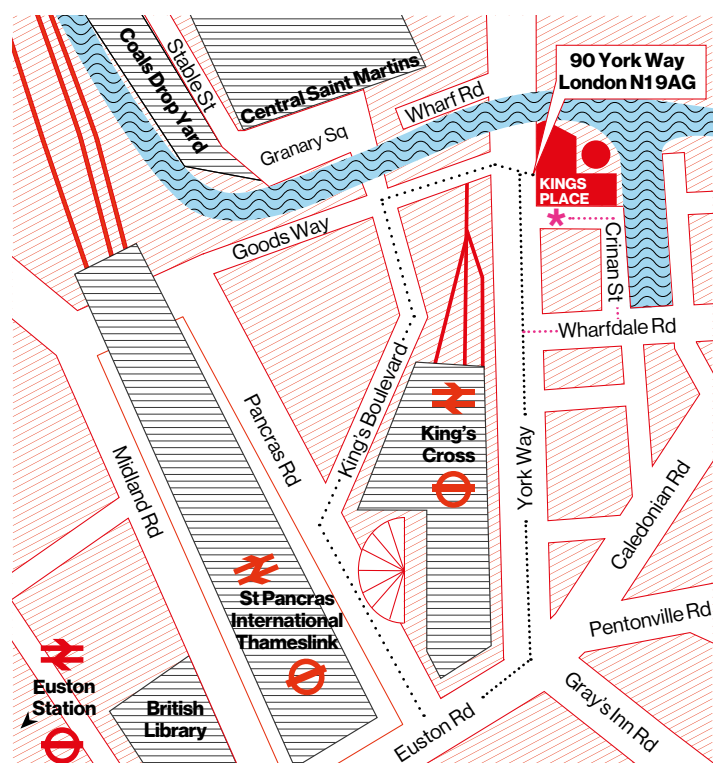 Coals Drop Yard
Stable St
Central Saint Martins
Granary Sq
Wharf Rd
90 York Way
London N1 9AG
KINGS
PLACE
*
Goods Way
Crinan St
Wharfdale Rd
King's Boulevard
Pancras Rd
King's
Cross
York Way
Midland Rd
Caledonian Rd
St Pancras
International
Thameslink
Pentonville Rd
Euston
Station
British
Library
Euston Rd
Gray's Inn Rd